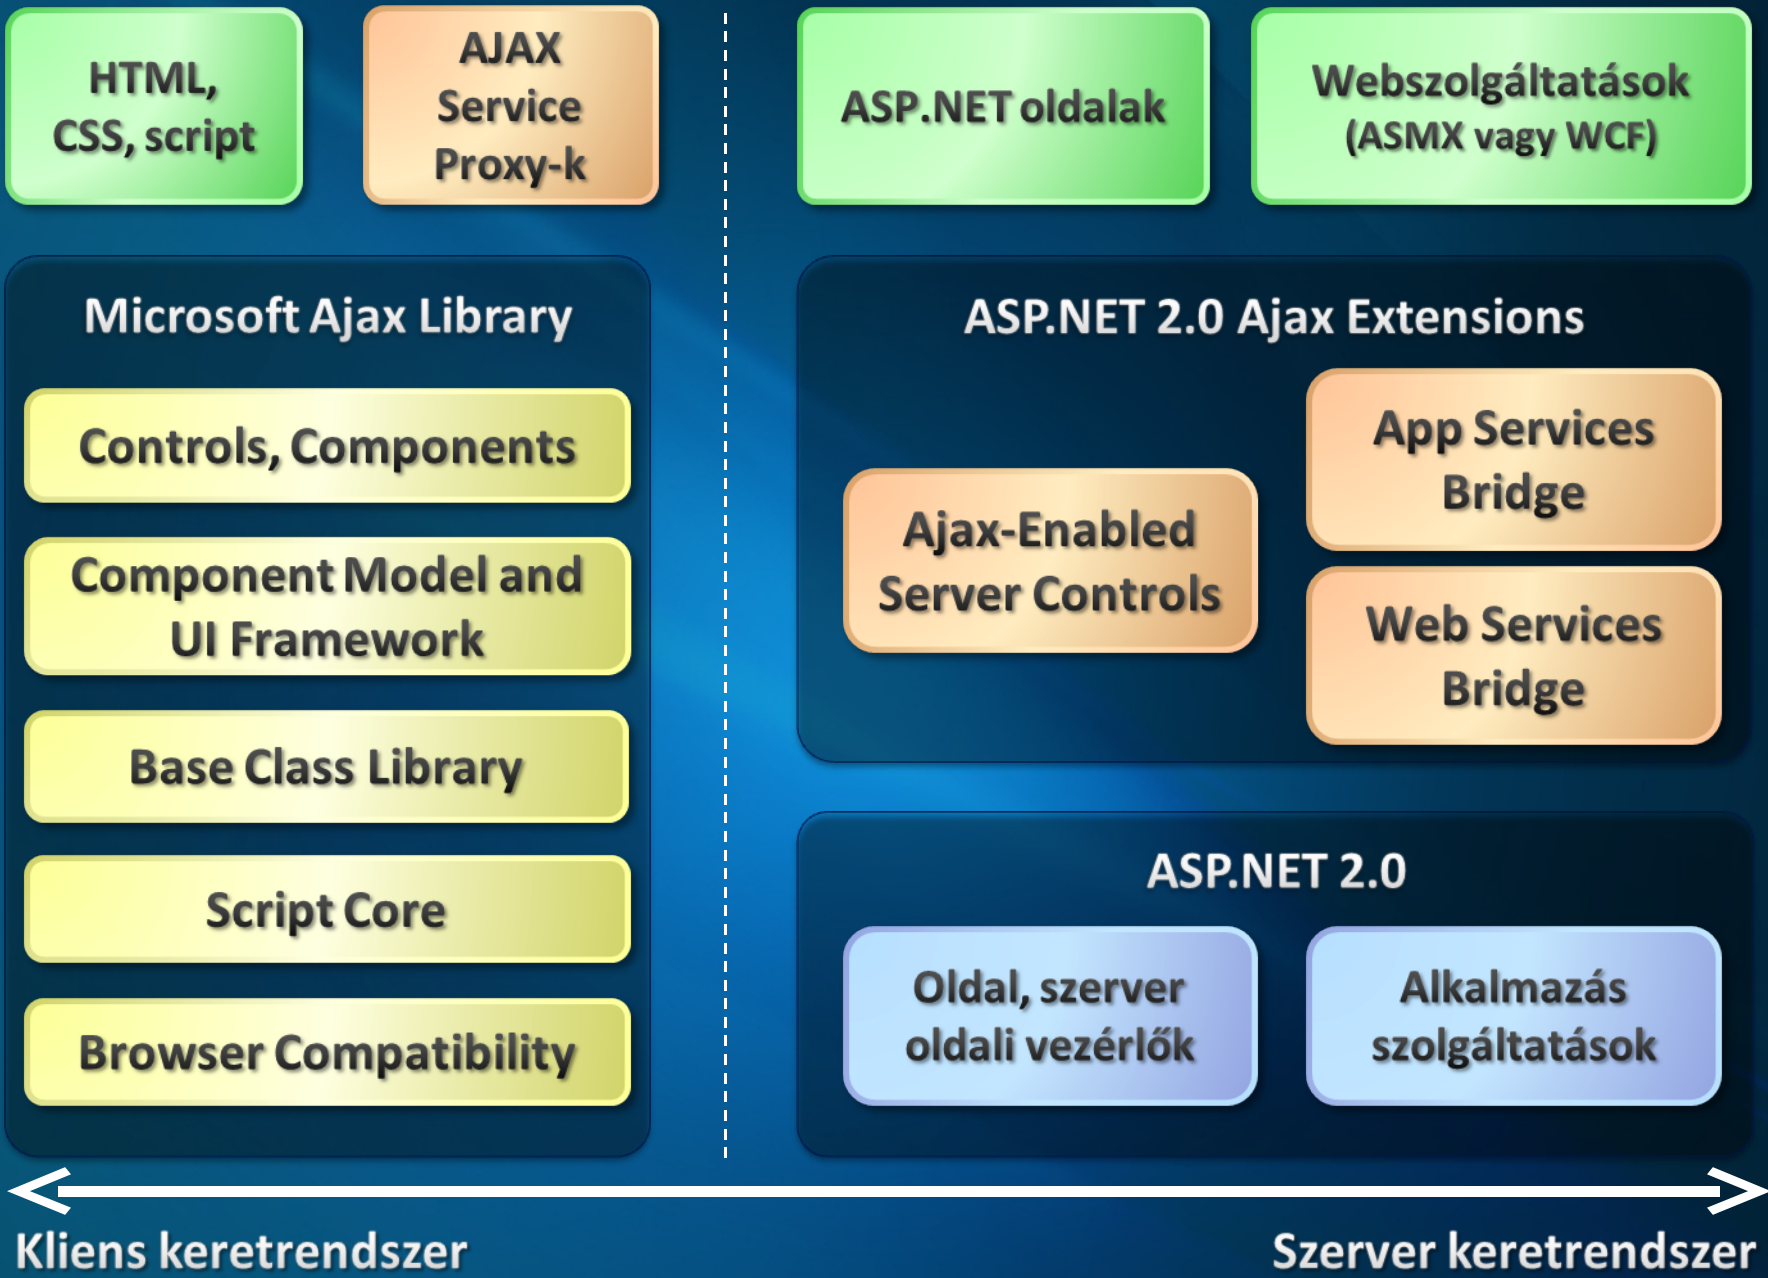 HTML,
CSS, script
AJAX
Service
Proxy-k
ASP.NET oldalak
Webszolgáltatások
(ASMX vagy WCF)
Microsoft Ajax Library
Controls, Components
Component Model and
UI Framework
Base Class Library
Script Core
Browser Compatibility
ASP.NET 2.0 Ajax Extensions
Ajax-Enabled
Server Controls
App Services
Bridge
Web Services
Bridge
ASP.NET 2.0
Oldal, szerver
oldali vezérlők
Alkalmazás
szolgáltatások
Kliens keretrendszer
Szerver keretrendszer